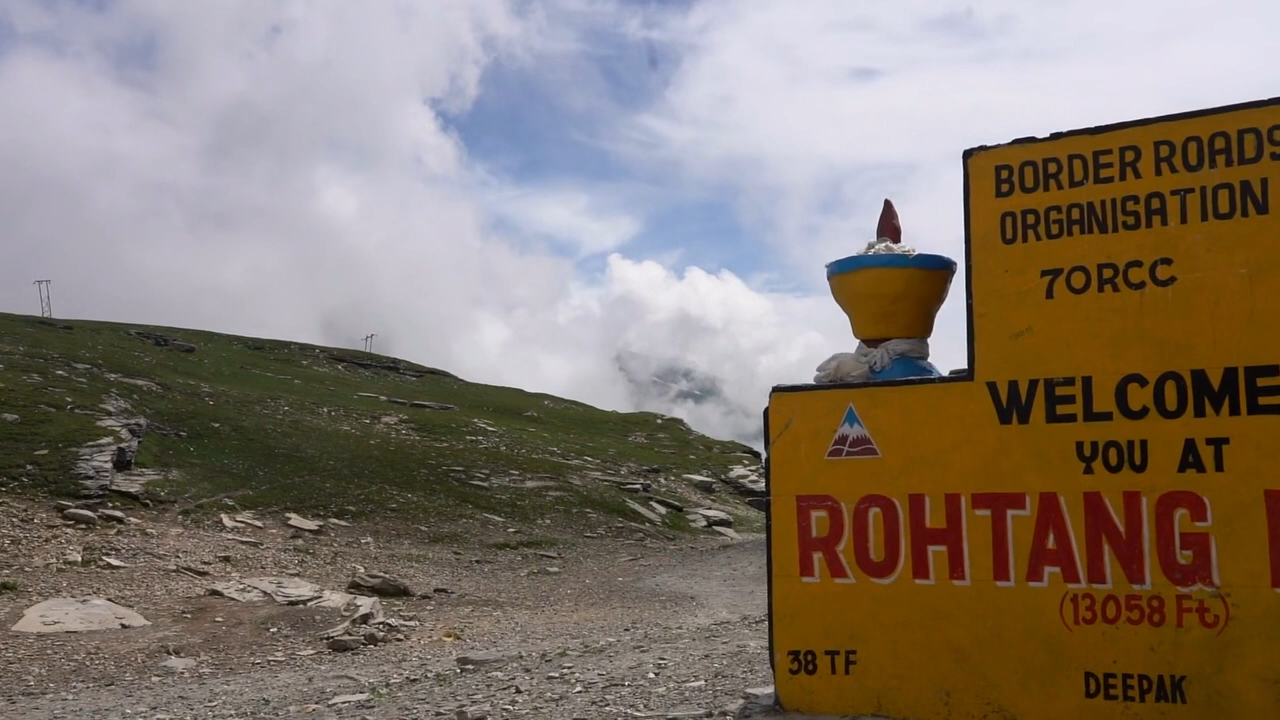 BORDER ROADS
ORGANISATION
70RCC
WELCOME
YOU AT
ROHTANG
(13058 Ft)
38 TF
DEEPAK